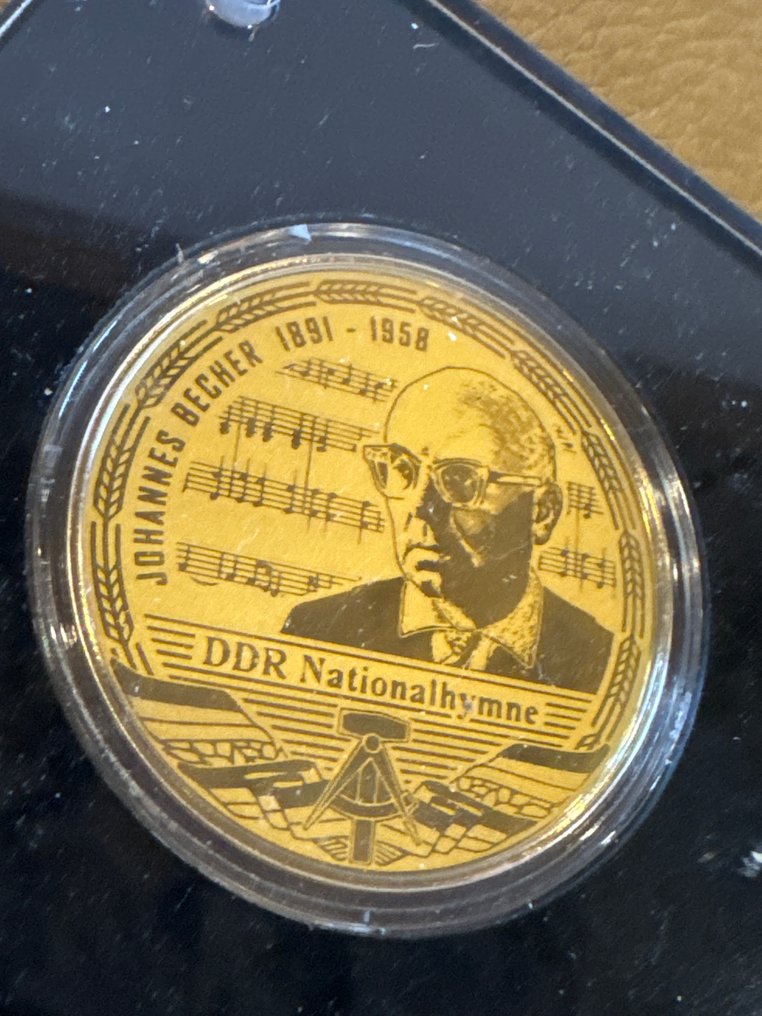 JOHANNES BECHER 1891 - 1958
DDR Nationalhymne